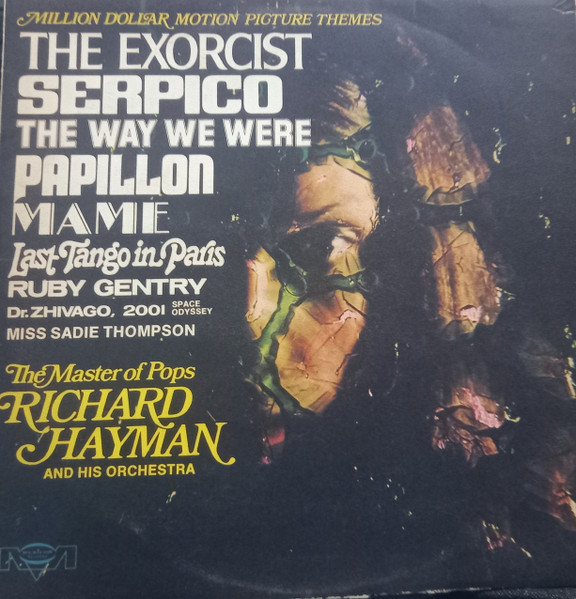 MILLION DOLLAR MOTION PICTURE THEMES
THE EXORCIST
SERPICO
THE WAY WE WERE
PAPILLON
MAME
Last Tango in Paris
RUBY GENTRY
Dr. ZHIVAGO, 2001 SPACE ODYSSEY
MISS SADIE THOMPSON
The Master of Pops
RICHARD
HAYMAN
AND HIS ORCHESTRA